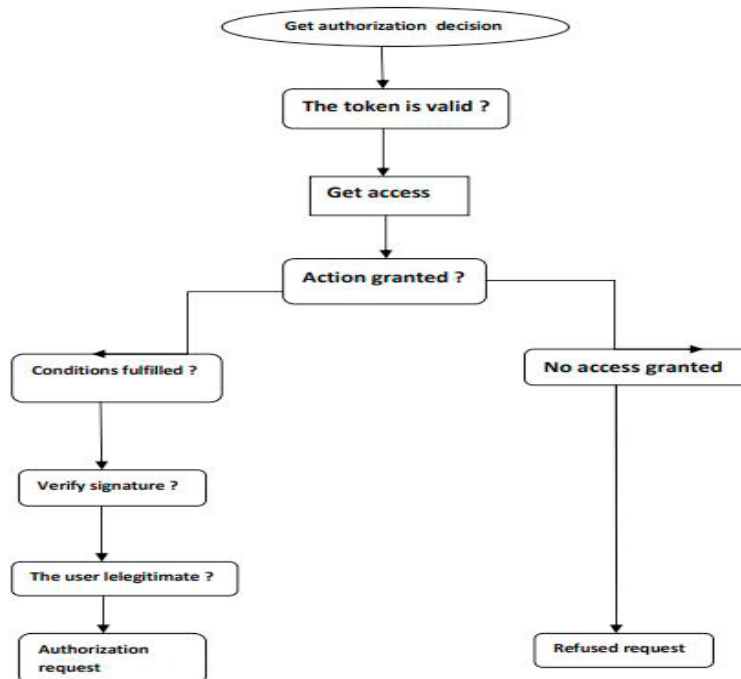 Get authorization decision
The token is valid ?
Get access
Action granted ?
Conditions fulfilled ?
No access granted
Verify signature ?
The user lelegitimate ?
Authorization
request
Refused request